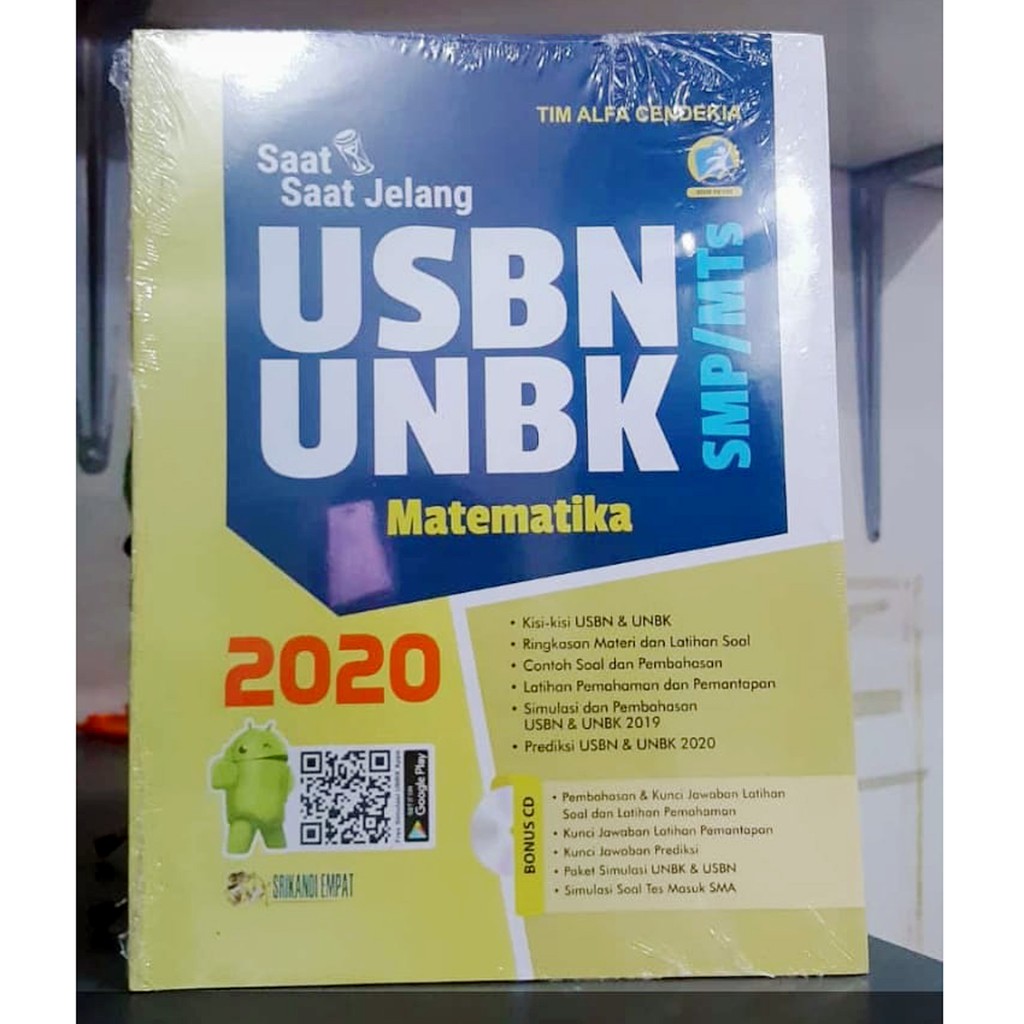 TIM ALFA CENDEKIA
Saat
Saat Jelang
USBN
UNBK
SMP/MTs
Matematika
2020
• Kisi-kisi USBN & UNBK
• Ringkasan Materi dan Latihan Soal
• Contoh Soal dan Pembahasan
• Latihan Pemahaman dan Pemantapan
• Simulasi dan Pembahasan
USBN & UNBK 2019
• Prediksi USBN & UNBK 2020
GET IT ON
Google Play
BONUS CD
• Pembahasan & Kunci Jawaban Latihan
Soal dan Latihan Pemahaman
• Kunci Jawaban Latihan Pemantapan
• Kunci Jawaban Prediksi
• Paket Simulasi UNBK & USBN
• Simulasi Soal Tes Masuk SMA
SRIKANDI EMPAT